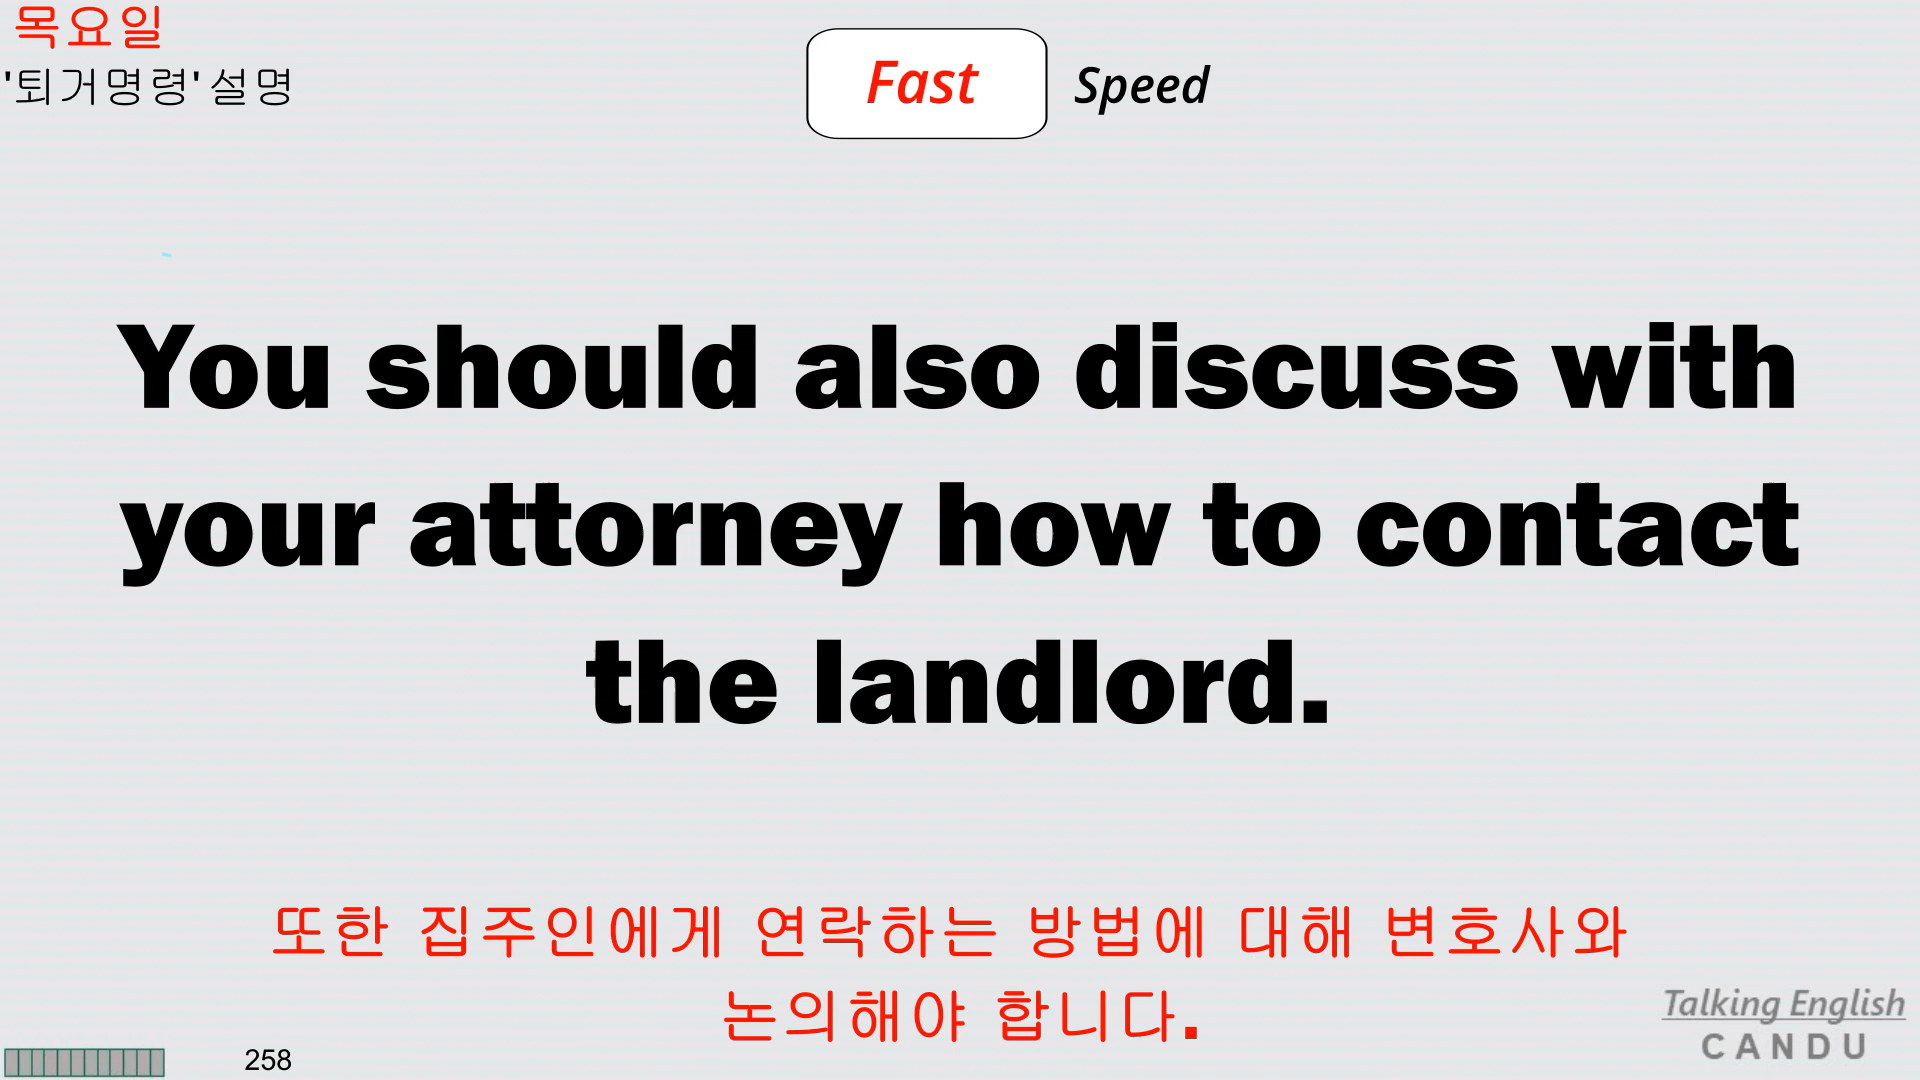 목요일
'퇴거명령' 설명
Fast Speed
You should also discuss with
your attorney how to contact
the landlord.
또한 집주인에게 연락하는 방법에 대해 변호사와
논의해야 합니다.
Talking English
CANDU
258